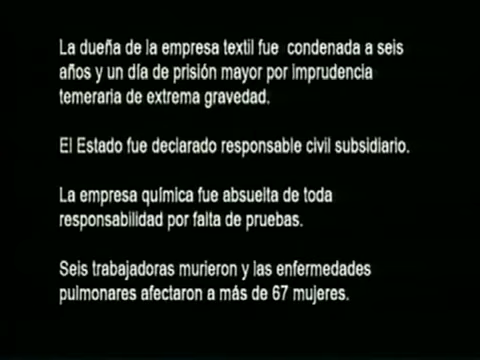 La dueña de la empresa textil fue condenada a seis
años y un día de prisión mayor por imprudencia
temeraria de extrema gravedad.
El Estado fue declarado responsable civil subsidiario.
La empresa química fue absuelta de toda
responsabilidad por falta de pruebas.
Seis trabajadoras murieron y las enfermedades
pulmonares afectaron a más de 67 mujeres.